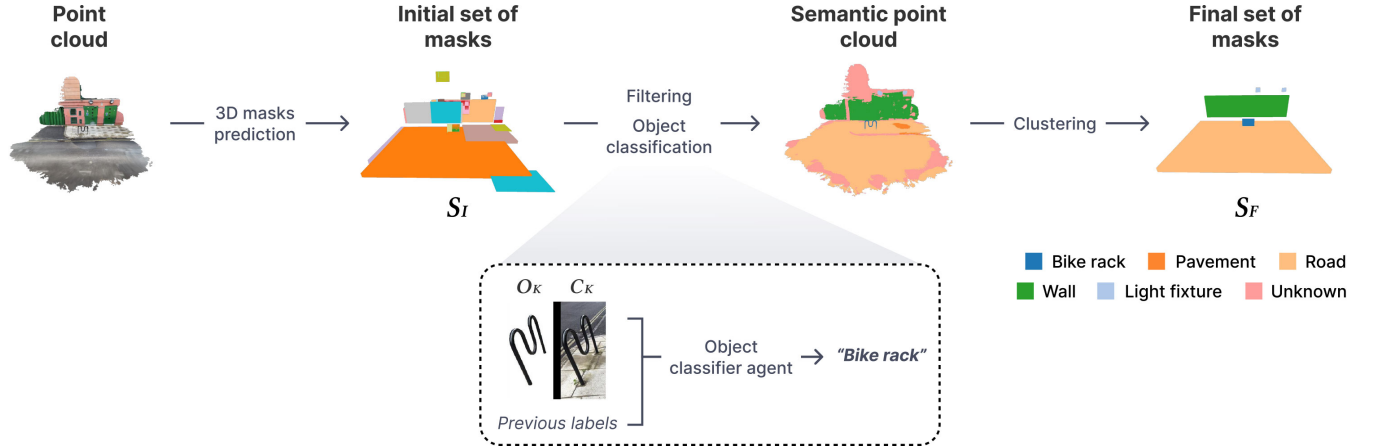 Point
cloud
Initial set of
masks
Semantic point
cloud
Final set of
masks
3D masks
prediction
Filtering
Object
classification
Clustering
S_I
S_F
Bike rack
Pavement
Road
Wall
Light fixture
Unknown
O_K
C_K
Object
classifier agent
“Bike rack”
Previous labels